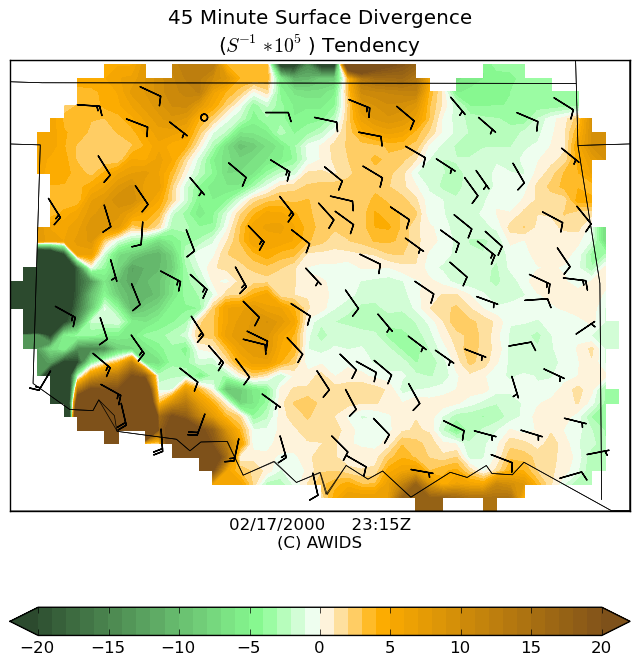 45 Minute Surface Divergence
(S⁻¹ *10⁵ ) Tendency
02/17/2000 23:15Z
(C) AWIDS
−20 −15 −10 −5 0 5 10 15 20